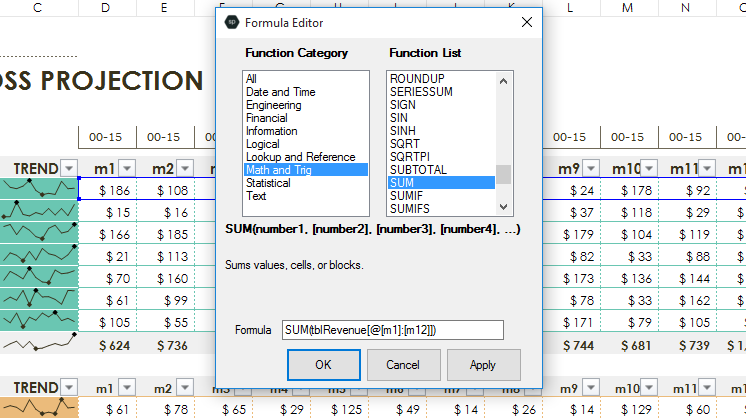 C D E L M N
Formula Editor
Function Category Function List
OSS PROJECTION
All
Date and Time
Engineering
Financial
Information
Logical
Lookup and Reference
Math and Trig
Statistical
Text
ROUNDUP
SERIESSUM
SIGN
SIN
SINH
SQRT
SQRTPI
SUBTOTAL
SUM
SUMIF
SUMIFS
00-15 00-15 00-15 00-15 00-15
TREND m1 m2 m9 m10 m11 m1
$ 186 $ 108 $ 24 $ 178 $ 92
$ 15 $ 16 $ 37 $ 118 $ 29
$ 166 $ 185 $ 179 $ 104 $ 119
$ 21 $ 113 $ 82 $ 33 $ 88
$ 70 $ 160 $ 173 $ 136 $ 144
$ 61 $ 99 $ 78 $ 33 $ 162
$ 105 $ 55 $ 171 $ 79 $ 105
$ 624 $ 736 $ 744 $ 681 $ 739 $ 1,
SUM(number1, [number2], [number3], [number4], ...)
Sums values, cells, or blocks.
Formula SUM(tblRevenue[@[m1]:[m12]])
OK Cancel Apply
TREND m1 m2 m9 m10 m11 m1
$ 61 $ 78 $ 65 $ 29 $ 125 $ 49 $ 14 $ 26 $ 14 $ 129 $ 60